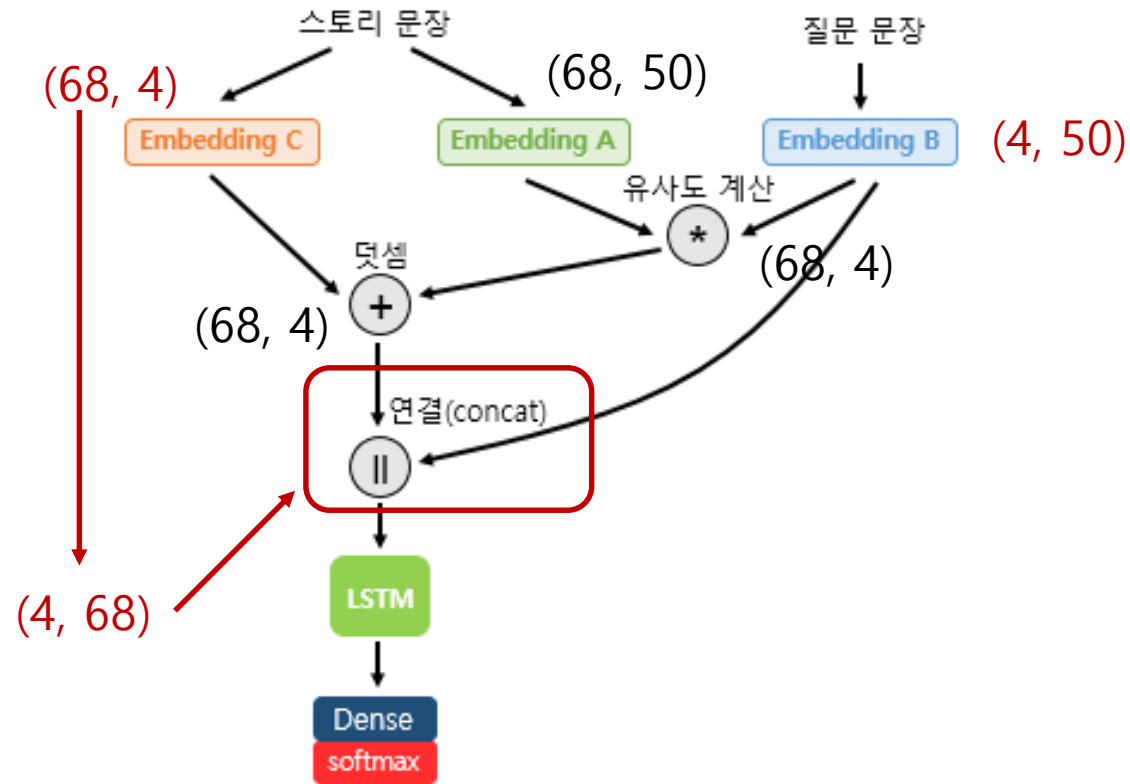 스토리 문장
질문 문장
(68, 4)
(68, 50)
Embedding C
Embedding A
Embedding B
(4, 50)
유사도 계산
*
덧셈
(68, 4)
+
(68, 4)
연결(concat)
||
LSTM
(4, 68)
Dense
softmax